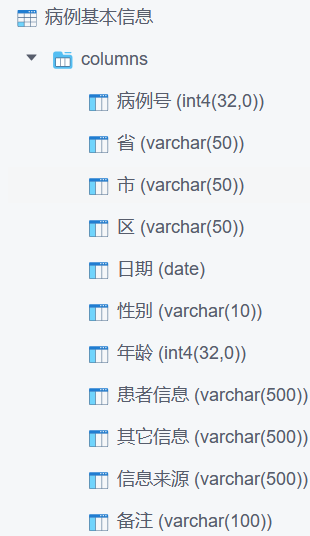 病例基本信息
columns
病例号 (int4(32,0))
省 (varchar(50))
市 (varchar(50))
区 (varchar(50))
日期 (date)
性别 (varchar(10))
年龄 (int4(32,0))
患者信息 (varchar(500))
其它信息 (varchar(500))
信息来源 (varchar(500))
备注 (varchar(100))